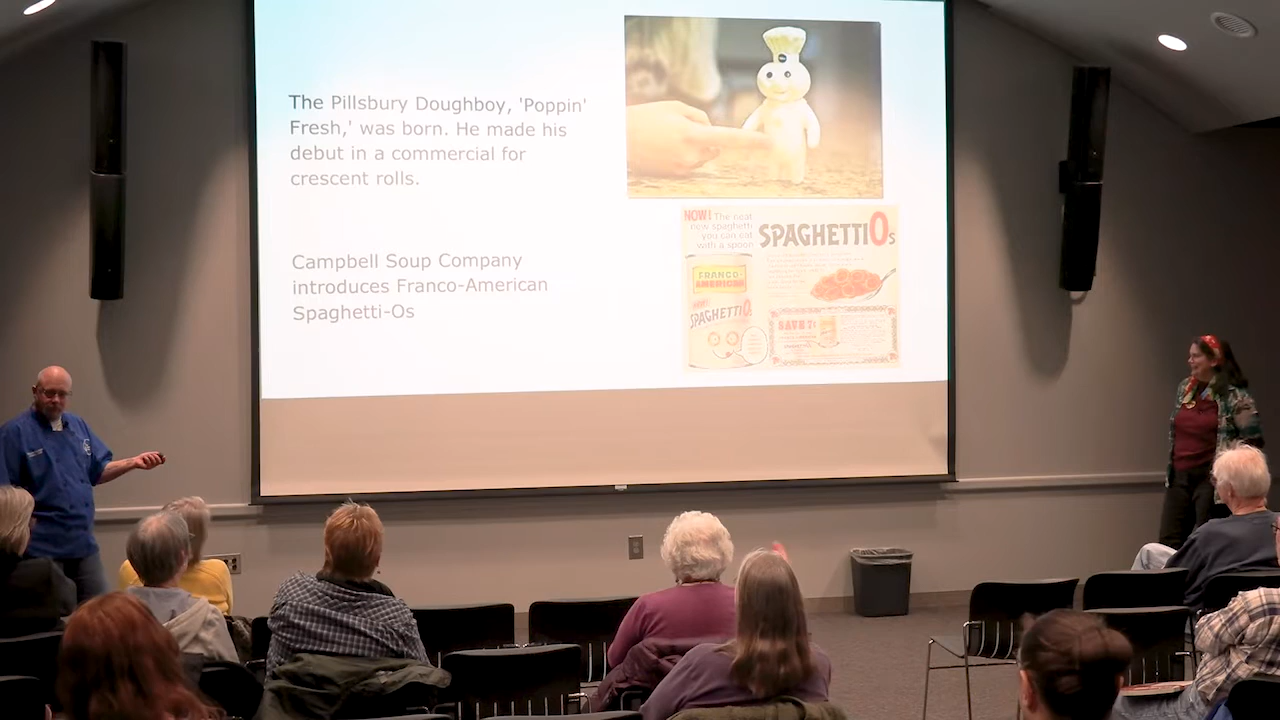 The Pillsbury Doughboy, 'Poppin'
Fresh,' was born. He made his
debut in a commercial for
crescent rolls.
Campbell Soup Company
introduces Franco-American
Spaghetti-Os
NOW! The neat
new spaghetti
you can eat
with a spoon
SPAGHETTIOs
FRANCO-
AMERICAN
SPAGHETTIOs
SAVE 7¢